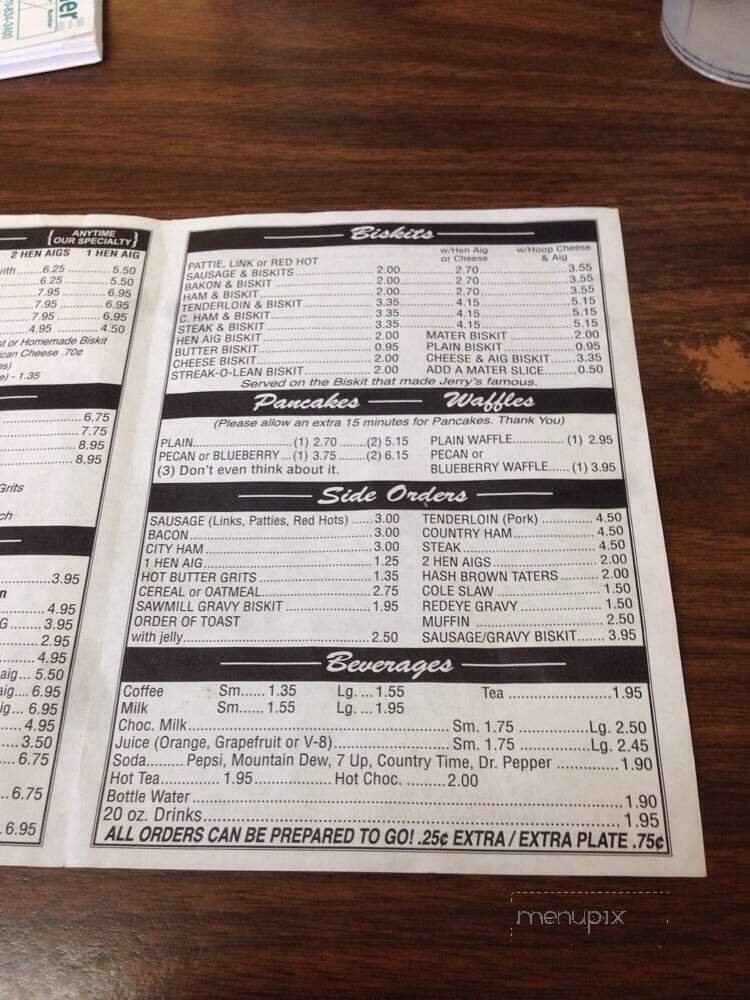 ger
Number
-834-3400
ANYTIME
OUR SPECIALTY
2 HEN AIGS 1 HEN AIG
with ......6.25 ............5.50
6.25 ............5.50
7.95 ............6.95
7.95 ............6.95
7.95 ............6.95
4.95 ............4.50
or Homemade Biskit
can Cheese .70¢
- 1.35
6.75
7.75
8.95
8.95
Grits
3.95
4.95
G..... 3.95
2.95
4.95
aig.... 5.50
aig.... 6.95
ig.... 6.95
4.95
3.50
6.75
6.75
6.95
Biskits
w/Hen Aig or Cheese
w/Hoop Cheese & Aig
PATTIE, LINK or RED HOT
SAUSAGE & BISKITS 2.00 2.70 3.55
BAKON & BISKIT 2.00 2.70 3.55
HAM & BISKIT 2.00 2.70 3.55
TENDERLOIN & BISKIT 3.35 4.15 5.15
C. HAM & BISKIT 3.35 4.15 5.15
STEAK & BISKIT 3.35 4.15 5.15
HEN AIG BISKIT 2.00 MATER BISKIT 2.00
BUTTER BISKIT 0.95 PLAIN BISKIT 0.95
CHEESE BISKIT 2.00 CHEESE & AIG BISKIT 3.35
STREAK-O-LEAN BISKIT 2.00 ADD A MATER SLICE 0.50
Served on the Biskit that made Jerry's famous.
Pancakes Waffles
(Please allow an extra 15 minutes for Pancakes. Thank You)
PLAIN (1) 2.70 (2) 5.15 PLAIN WAFFLE (1) 2.95
PECAN or BLUEBERRY (1) 3.75 (2) 6.15 PECAN or
(3) Don't even think about it. BLUEBERRY WAFFLE (1) 3.95
Side Orders
SAUSAGE (Links, Patties, Red Hots) 3.00 TENDERLOIN (Pork) 4.50
BACON 3.00 COUNTRY HAM 4.50
CITY HAM 3.00 STEAK 4.50
1 HEN AIG 1.25 2 HEN AIGS 2.00
HOT BUTTER GRITS 1.35 HASH BROWN TATERS 2.00
CEREAL or OATMEAL 2.75 COLE SLAW 1.50
SAWMILL GRAVY BISKIT 1.95 REDEYE GRAVY 1.50
ORDER OF TOAST MUFFIN 2.50
with jelly 2.50 SAUSAGE/GRAVY BISKIT 3.95
Beverages
Coffee Sm. 1.35 Lg. 1.55 Tea 1.95
Milk Sm. 1.55 Lg. 1.95
Choc. Milk Sm. 1.75 Lg. 2.50
Juice (Orange, Grapefruit or V-8) Sm. 1.75 Lg. 2.45
Soda Pepsi, Mountain Dew, 7 Up, Country Time, Dr. Pepper 1.90
Hot Tea 1.95 Hot Choc. 2.00
Bottle Water 1.90
20 oz. Drinks 1.95
ALL ORDERS CAN BE PREPARED TO GO! .25¢ EXTRA / EXTRA PLATE .75¢
menupix